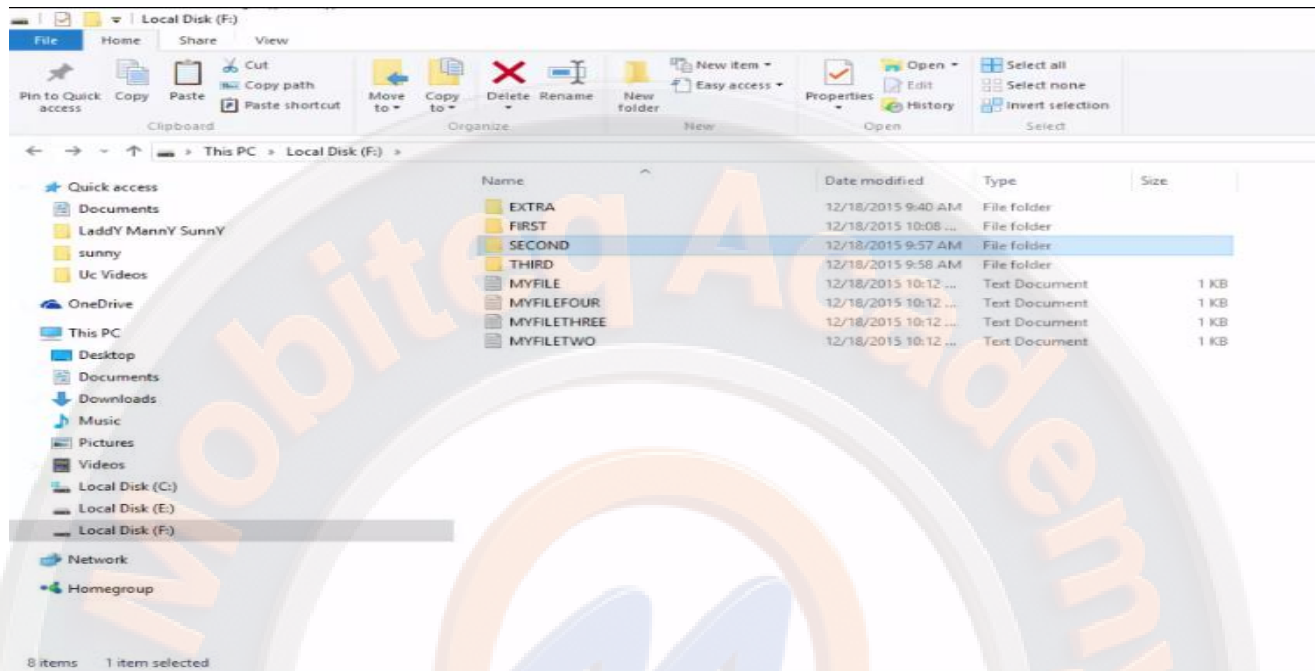 Local Disk (F:)
File Home Share View
Pin to Quick access
Copy
Paste
Cut
Copy path
Paste shortcut
Clipboard
Move to
Copy to
Delete
Rename
Organize
New folder
New item
Easy access
New
Properties
Open
Edit
History
Open
Select all
Select none
Invert selection
Select
This PC > Local Disk (F:) >
Quick access
Documents
LaddY MannY SunnY
sunny
Uc Videos
OneDrive
This PC
Desktop
Documents
Downloads
Music
Pictures
Videos
Local Disk (C:)
Local Disk (E:)
Local Disk (F:)
Network
Homegroup
Name Date modified Type Size
EXTRA 12/18/2015 9:40 AM File folder
FIRST 12/18/2015 10:08 ... File folder
SECOND 12/18/2015 9:57 AM File folder
THIRD 12/18/2015 9:58 AM File folder
MYFILE 12/18/2015 10:12 ... Text Document 1 KB
MYFILEFOUR 12/18/2015 10:12 ... Text Document 1 KB
MYFILETHREE 12/18/2015 10:12 ... Text Document 1 KB
MYFILETWO 12/18/2015 10:12 ... Text Document 1 KB
8 items 1 item selected
Mobiteq Academy